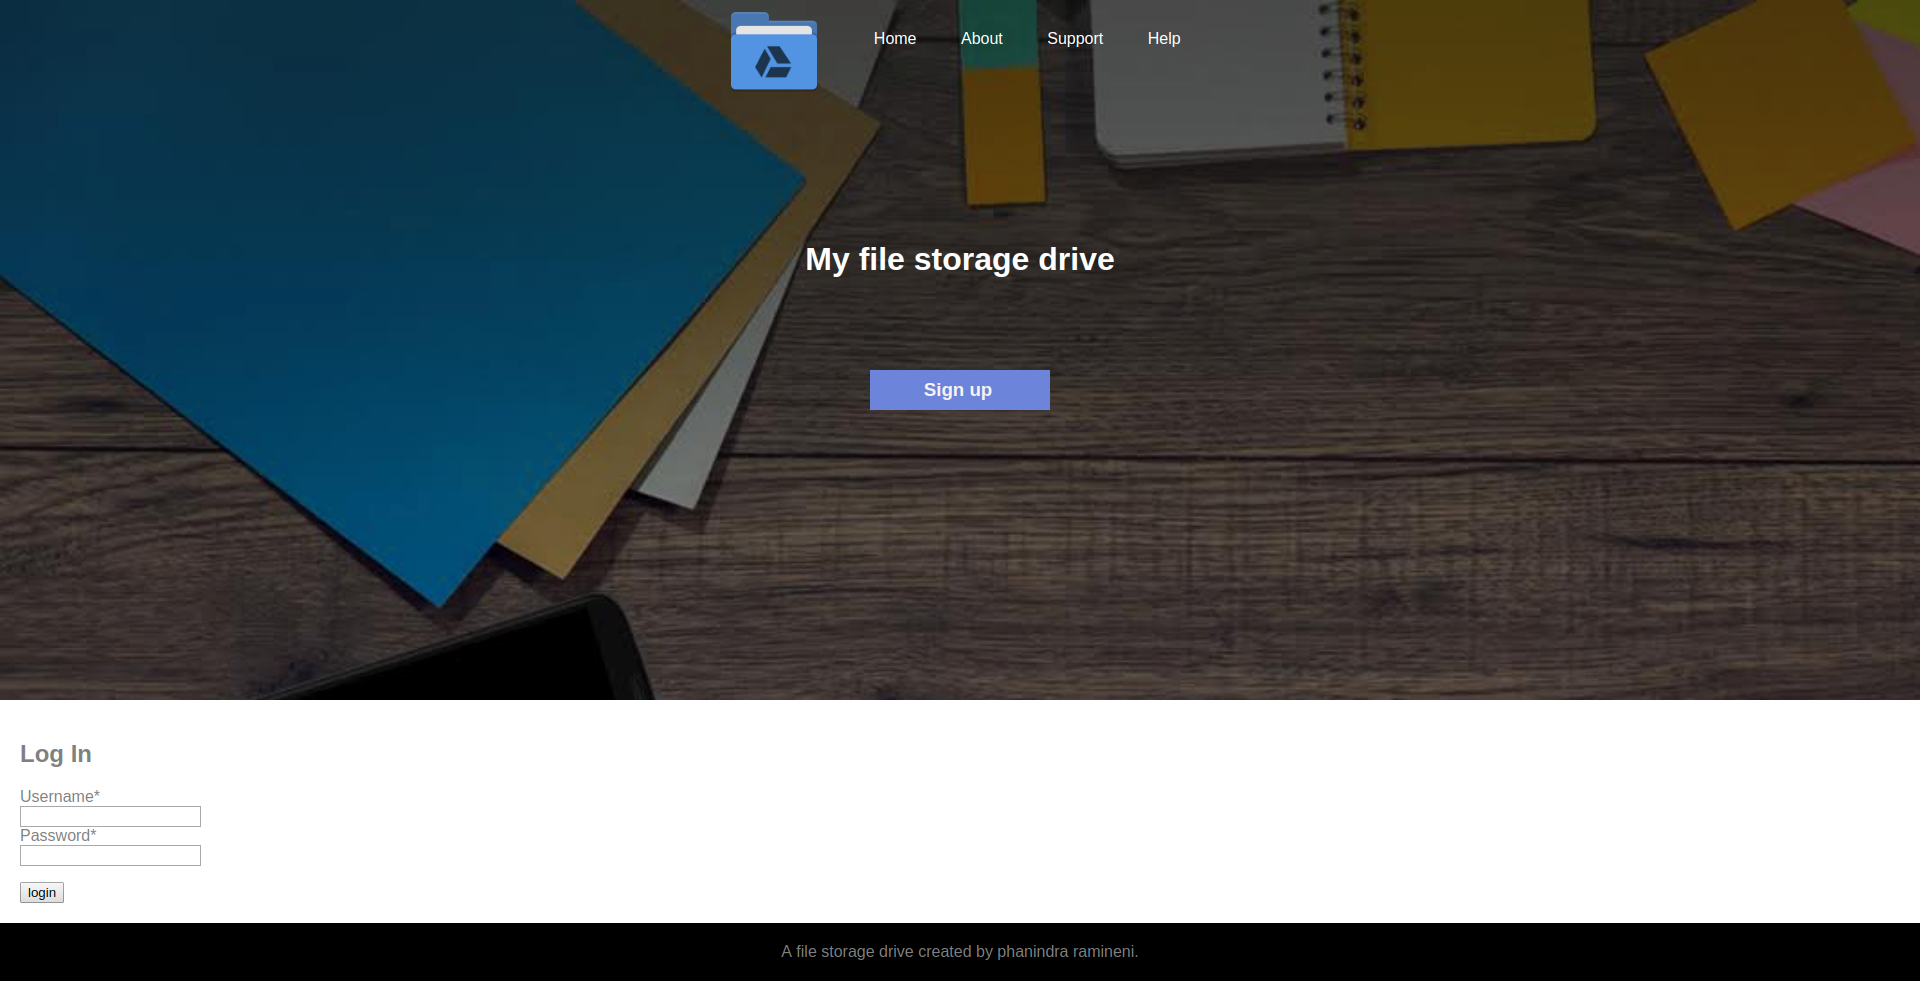 Home About Support Help
My file storage drive
Sign up
Log In
Username*
Password*
login
A file storage drive created by phanindra ramineni.